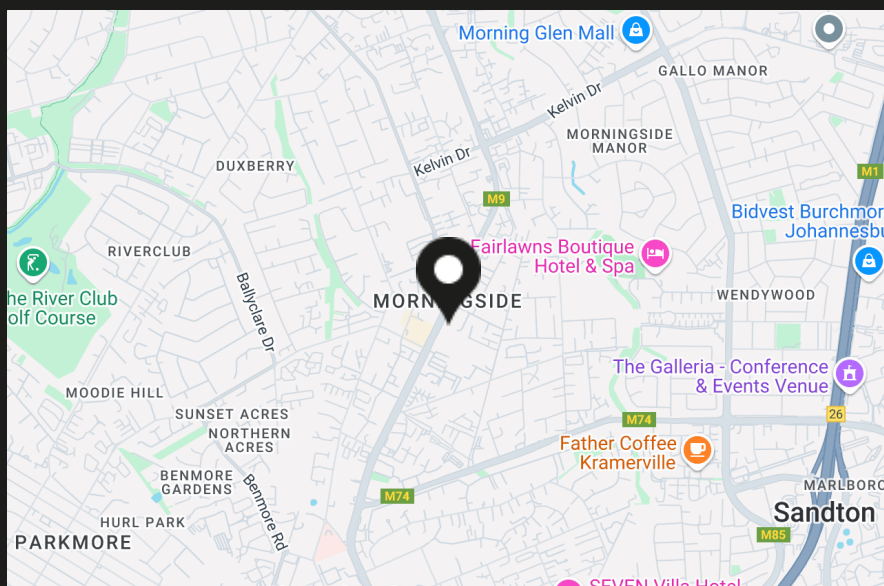 Morning Glen Mall
GALLO MANOR
Kelvin Dr
MORNINGSIDE
MANOR
Kelvin Dr
DUXBERRY
M1
M9
Bidvest Burchmor
Johannesbu
Fairlawns Boutique
Hotel & Spa
RIVERCLUB
Ballyclare Dr
he River Club
olf Course
MORNINGSIDE
WENDYWOOD
The Galleria - Conference
& Events Venue
MOODIE HILL
SUNSET ACRES
26
M74
NORTHERN
ACRES
Father Coffee
Kramerville
BENMORE
GARDENS
Benmore Rd
M74
MARLBORO
Sandton
HURL PARK
M85
PARKMORE
SEVEN Villa Hotel